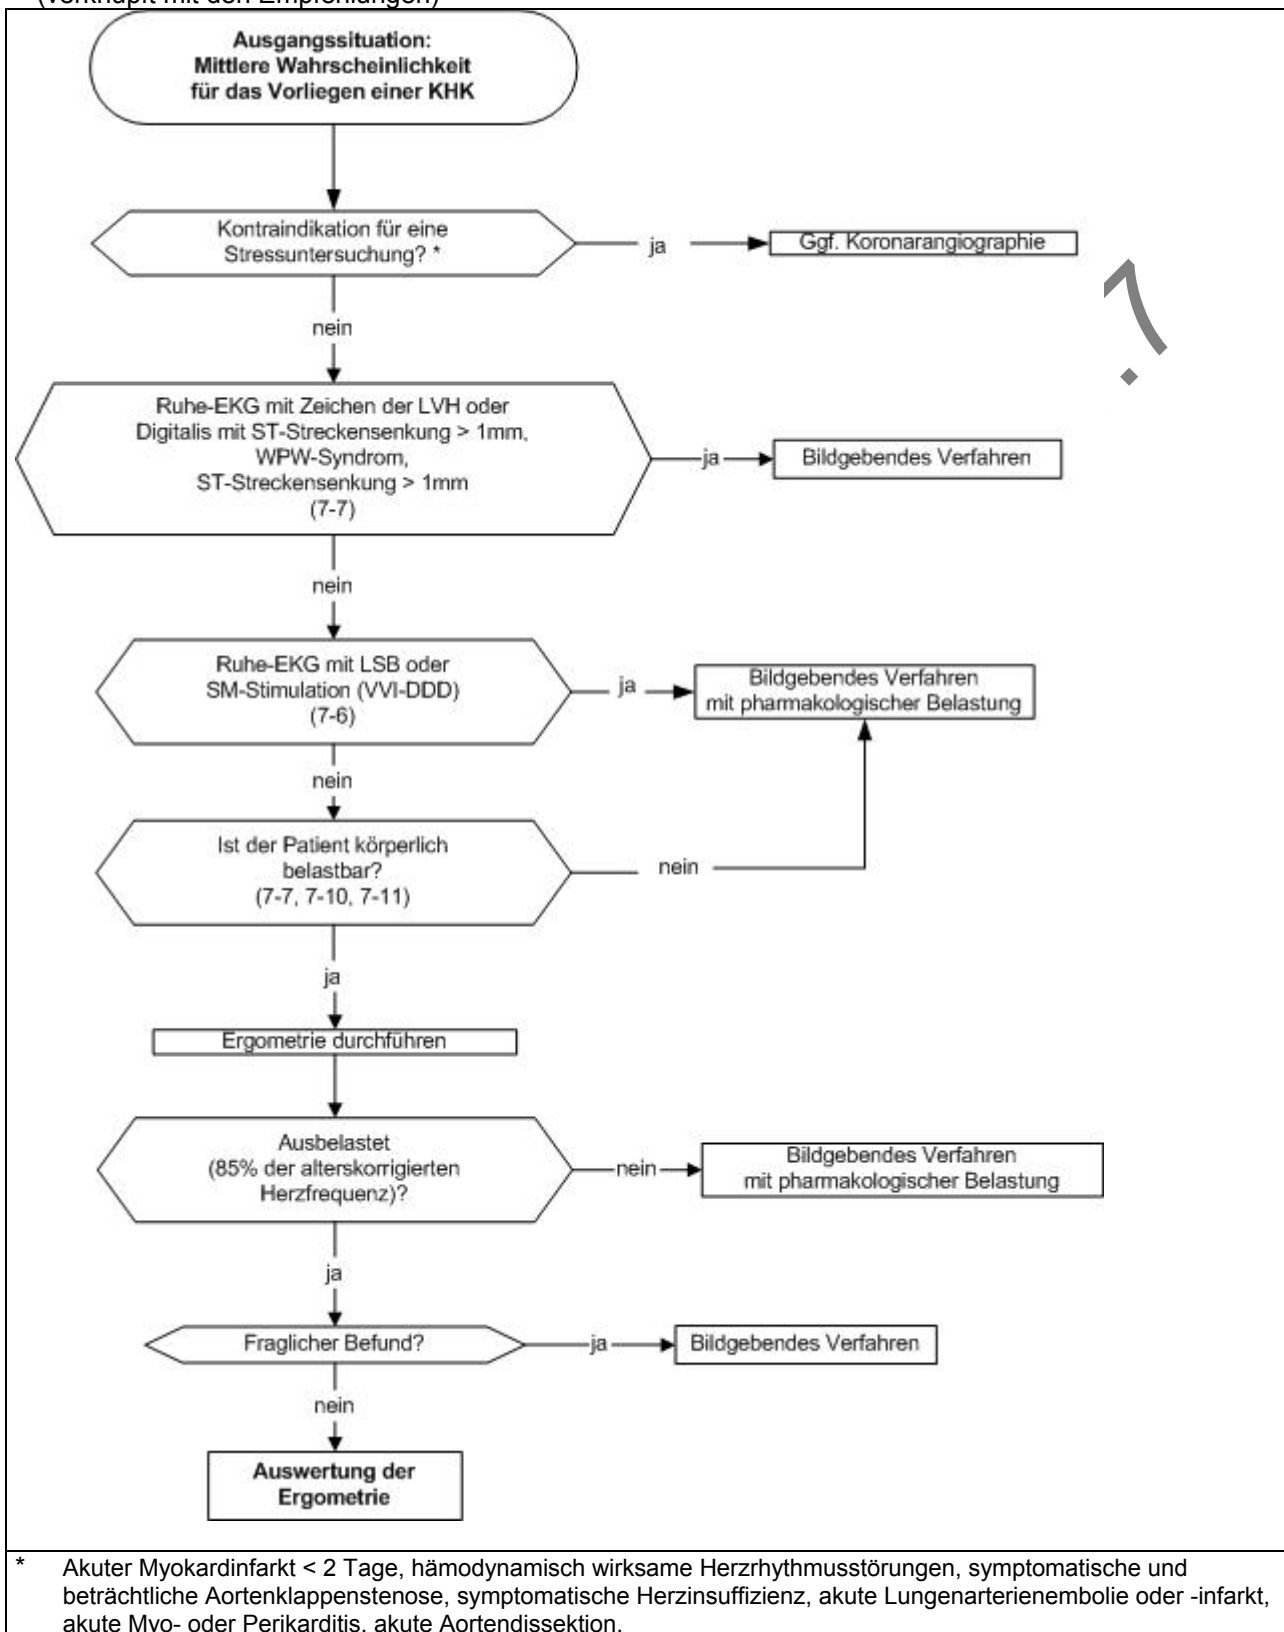 (verknüpft mit den Empfehlungen)
Ausgangssituation:
Mittlere Wahrscheinlichkeit
für das Vorliegen einer KHK
Kontraindikation für eine
Stressuntersuchung? *
ja
Ggf. Koronarangiographie
nein
Ruhe-EKG mit Zeichen der LVH oder
Digitalis mit ST-Streckensenkung > 1mm,
WPW-Syndrom,
ST-Streckensenkung > 1mm
(7-7)
ja
Bildgebendes Verfahren
nein
Ruhe-EKG mit LSB oder
SM-Stimulation (VVI-DDD)
(7-6)
ja
Bildgebendes Verfahren
mit pharmakologischer Belastung
nein
Ist der Patient körperlich
belastbar?
(7-7, 7-10, 7-11)
nein
ja
Ergometrie durchführen
Ausbelastet
(85% der alterskorrigierten
Herzfrequenz)?
nein
Bildgebendes Verfahren
mit pharmakologischer Belastung
ja
Fraglicher Befund?
ja
Bildgebendes Verfahren
nein
Auswertung der
Ergometrie
* Akuter Myokardinfarkt < 2 Tage, hämodynamisch wirksame Herzrhythmusstörungen, symptomatische und
beträchtliche Aortenklappenstenose, symptomatische Herzinsuffizienz, akute Lungenarterienembolie oder -infarkt,
akute Myo- oder Perikarditis, akute Aortendissektion.